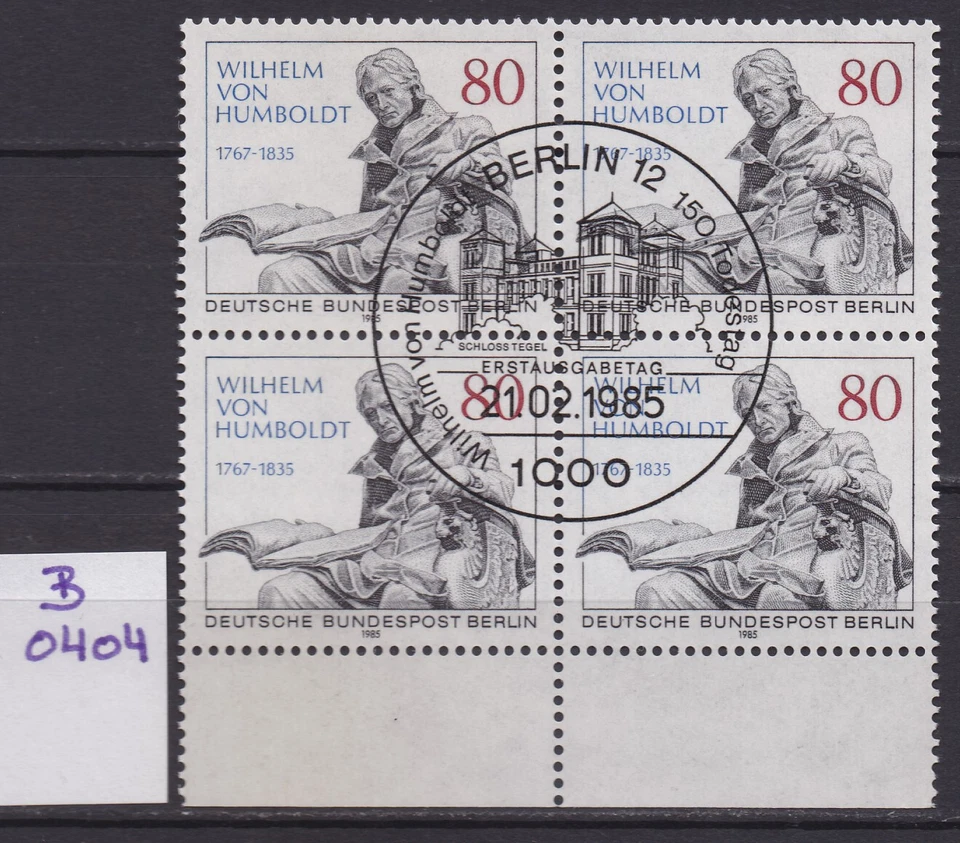 WILHELM
VON
HUMBOLDT
80
1767-1835
DEUTSCHE BUNDESPOST BERLIN
1985
WILHELM
VON
HUMBOLDT
80
1767-1835
DEUTSCHE BUNDESPOST BERLIN
1985
BERLIN 12
150. Todestag
Wilhelm von Humboldt
SCHLOSS TEGEL
ERSTAUSGABETAG
21.02.1985
1000
WILHELM
VON
HUMBOLDT
80
1767-1835
DEUTSCHE BUNDESPOST BERLIN
1985
WILHELM
VON
HUMBOLDT
80
1767-1835
DEUTSCHE BUNDESPOST BERLIN
1985
B
0404